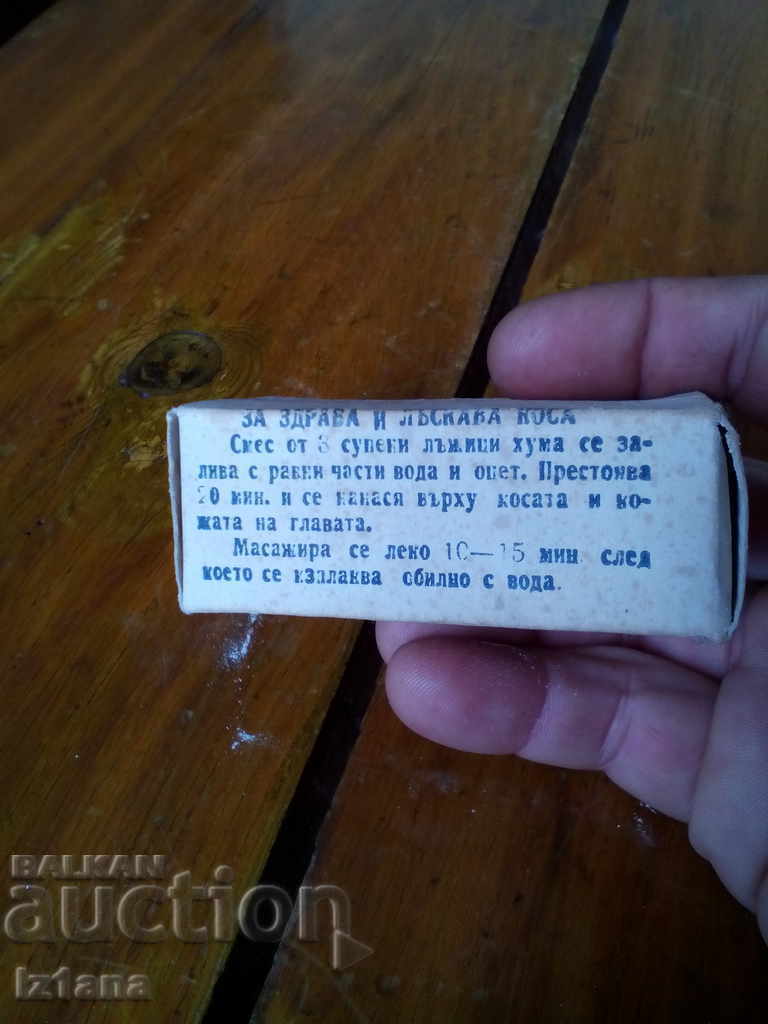 ЗА ЗДРАВА И ЛЪСКАВА КОСА
Смес от 3 супени лъжици хума се за-
лива с равни части вода и оцет. Престоява
20 мин. и се нанася върху косата и ко-
жата на главата.
Масажира се леко 10—15 мин. след
което се изплаква обилно с вода.
BALKAN
auction
Iz1ana